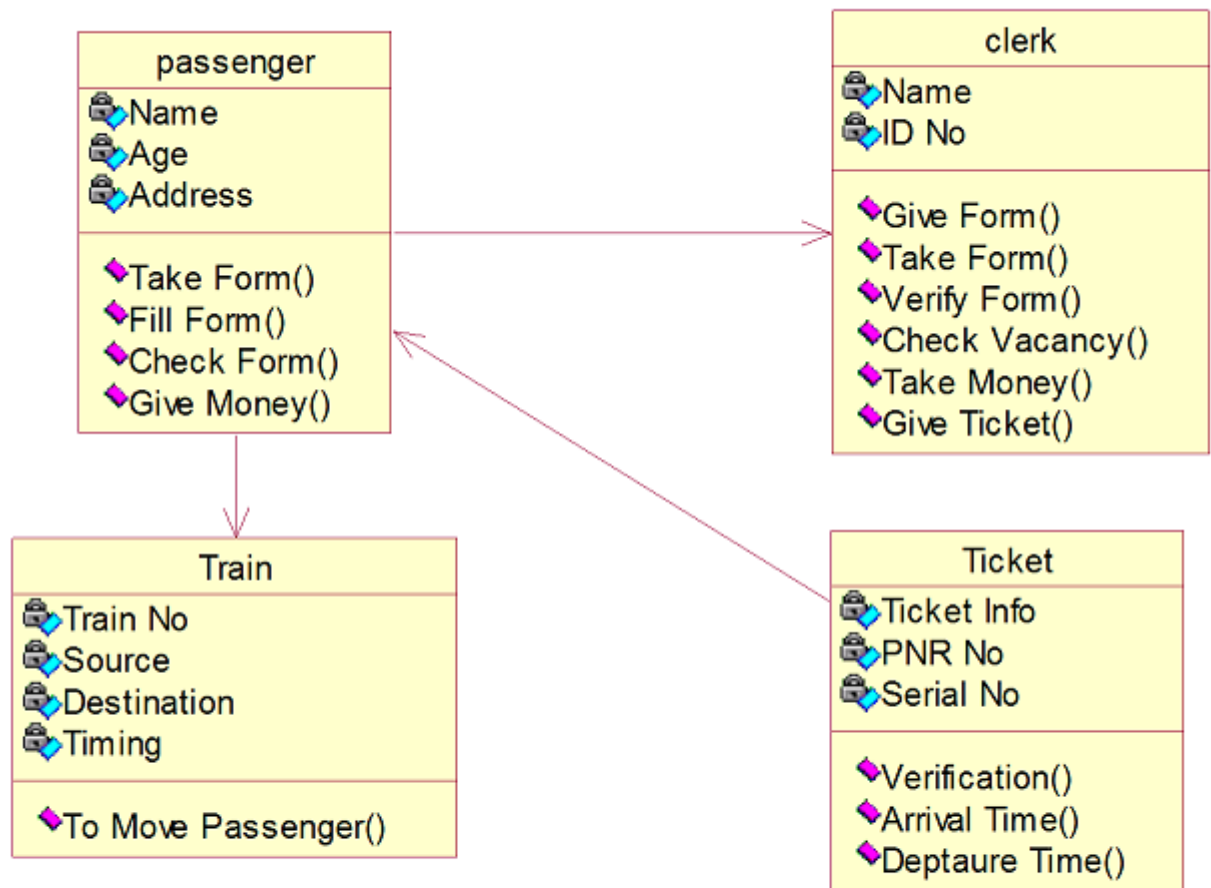 passenger
Name
Age
Address
Take Form()
Fill Form()
Check Form()
Give Money()
clerk
Name
ID No
Give Form()
Take Form()
Verify Form()
Check Vacancy()
Take Money()
Give Ticket()
Train
Train No
Source
Destination
Timing
To Move Passenger()
Ticket
Ticket Info
PNR No
Serial No
Verification()
Arrival Time()
Deptaure Time()